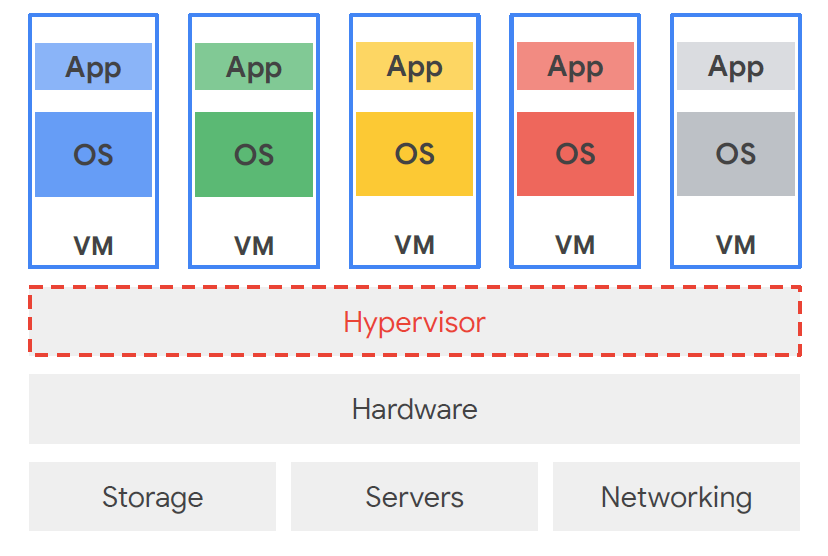 App App App App App
OS OS OS OS OS
VM VM VM VM VM
Hypervisor
Hardware
Storage Servers Networking